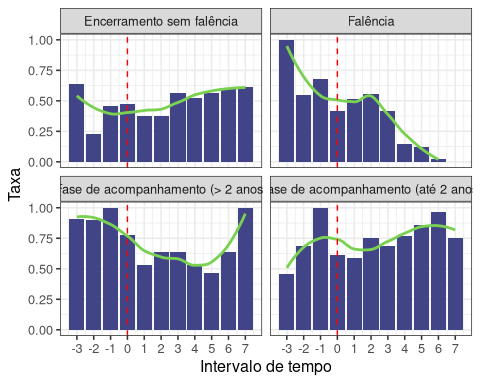 Encerramento sem falência
Falência
1.00
0.75
0.50
0.25
0.00
Fase de acompanhamento (> 2 anos
ase de acompanhamento (até 2 ano
1.00
0.75
0.50
0.25
0.00
-3 -2 -1 0 1 2 3 4 5 6 7
-3 -2 -1 0 1 2 3 4 5 6 7
Intervalo de tempo
Taxa